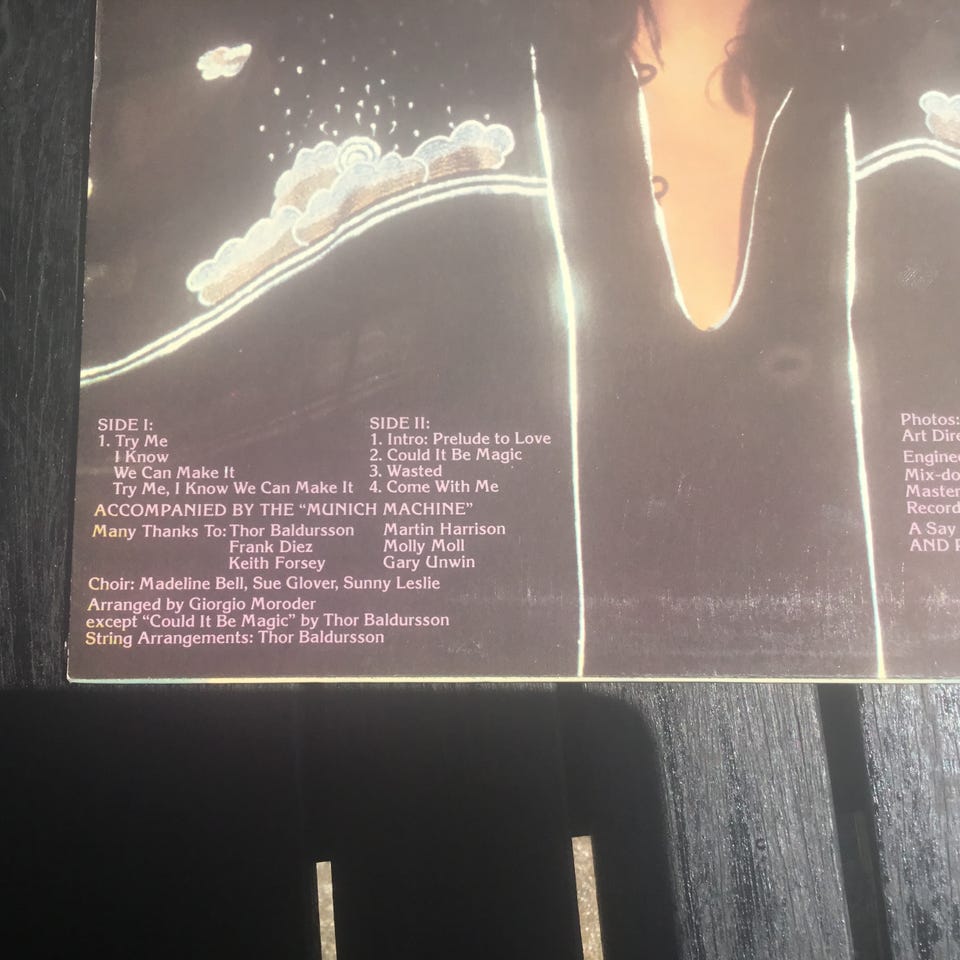 SIDE I:
1. Try Me
I Know
We Can Make It
Try Me, I Know We Can Make It
SIDE II:
1. Intro: Prelude to Love
2. Could It Be Magic
3. Wasted
4. Come With Me
ACCOMPANIED BY THE "MUNICH MACHINE"
Many Thanks To: Thor Baldursson Martin Harrison
Frank Diez Molly Moll
Keith Forsey Gary Unwin
Choir: Madeline Bell, Sue Glover, Sunny Leslie
Arranged by Giorgio Moroder
except "Could It Be Magic" by Thor Baldursson
String Arrangements: Thor Baldursson
Photos:
Art
Mix-do
Master
Record
A Say
AND